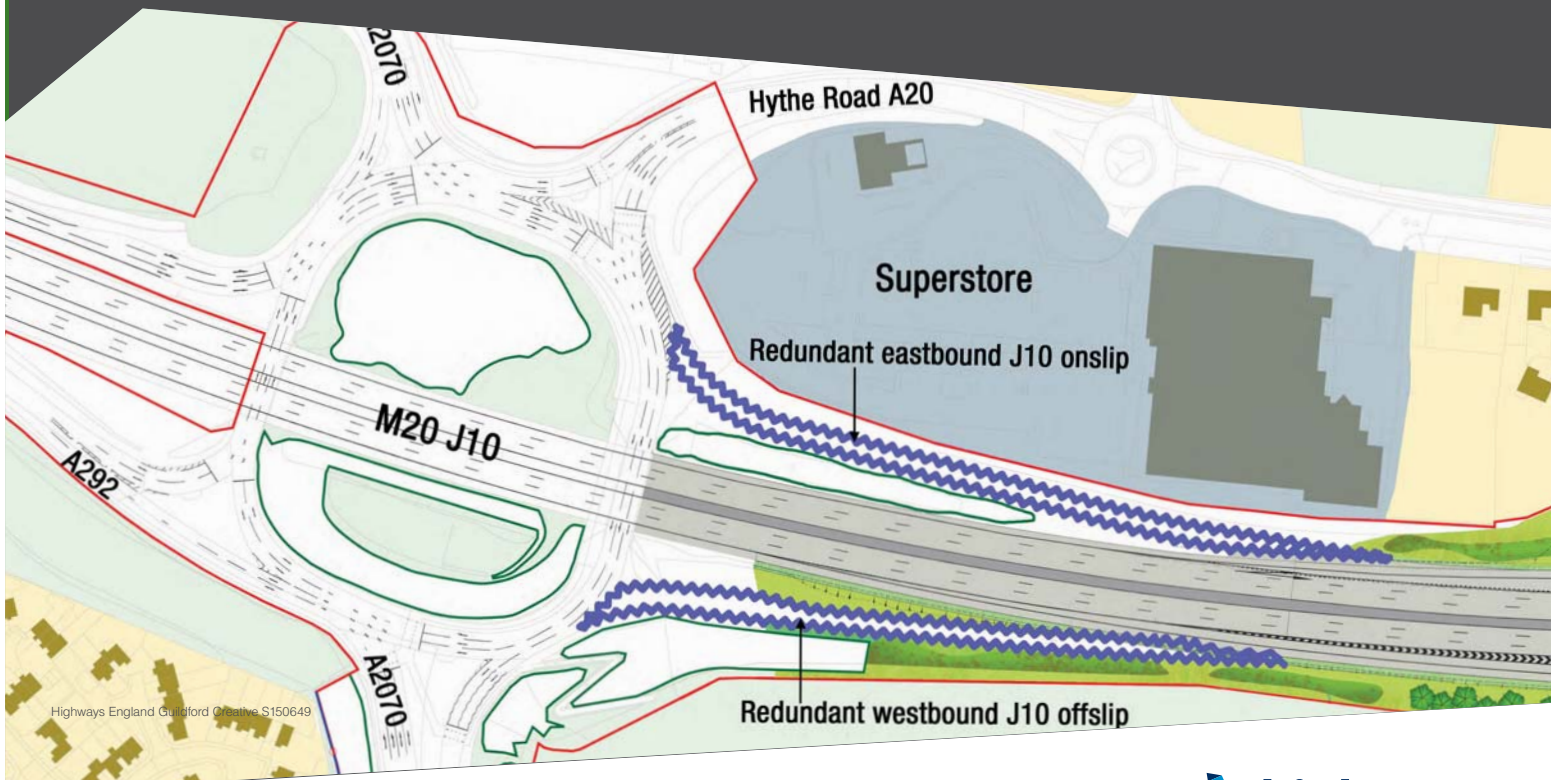 A2070
Hythe Road A20
Superstore
Redundant eastbound J10 onslip
M20 J10
A292
A2070
Redundant westbound J10 offslip
Highways England Guildford Creative S150649